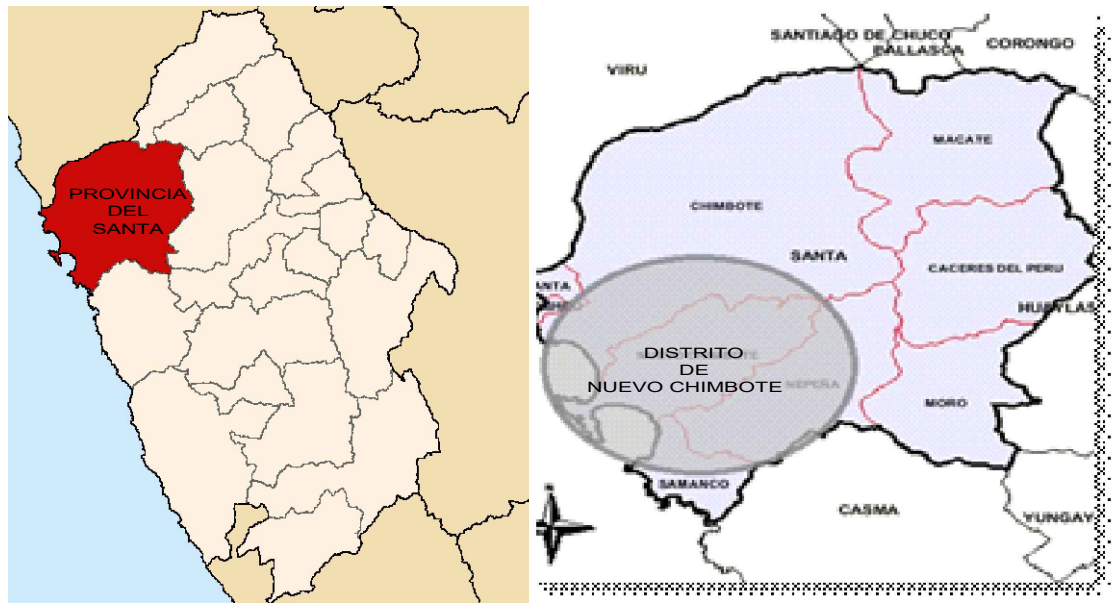 PROVINCIA
DEL
SANTA
SANTIAGO DE CHUCO
PALLASCA
CORONGO
VIRU
MACATE
CHIMBOTE
SANTA
CACERES DEL PERU
ANTA
HUAYLAS
DISTRITO
DE
NUEVO CHIMBOTE
NEPEÑA
MORO
SAMANCO
CASMA
YUNGAY
N